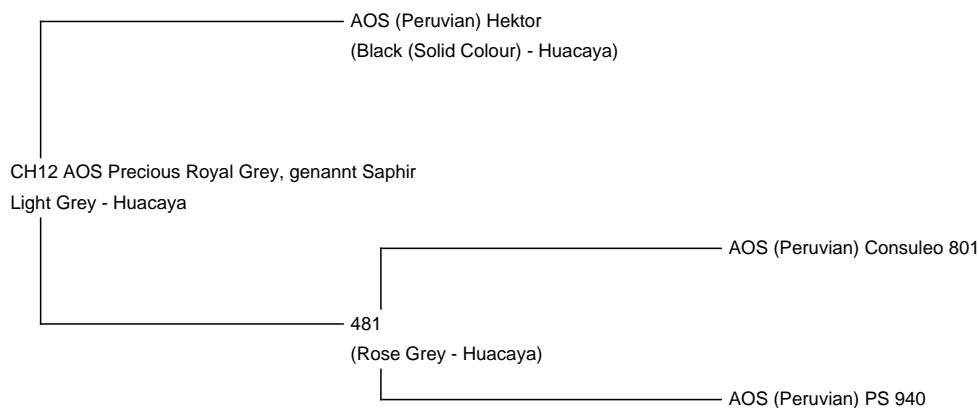 AOS (Peruvian) Hektor
(Black (Solid Colour) - Huacaya)
CH12 AOS Precious Royal Grey, genannt Saphir
Light Grey - Huacaya
AOS (Peruvian) Consuleo 801
481
(Rose Grey - Huacaya)
AOS (Peruvian) PS 940